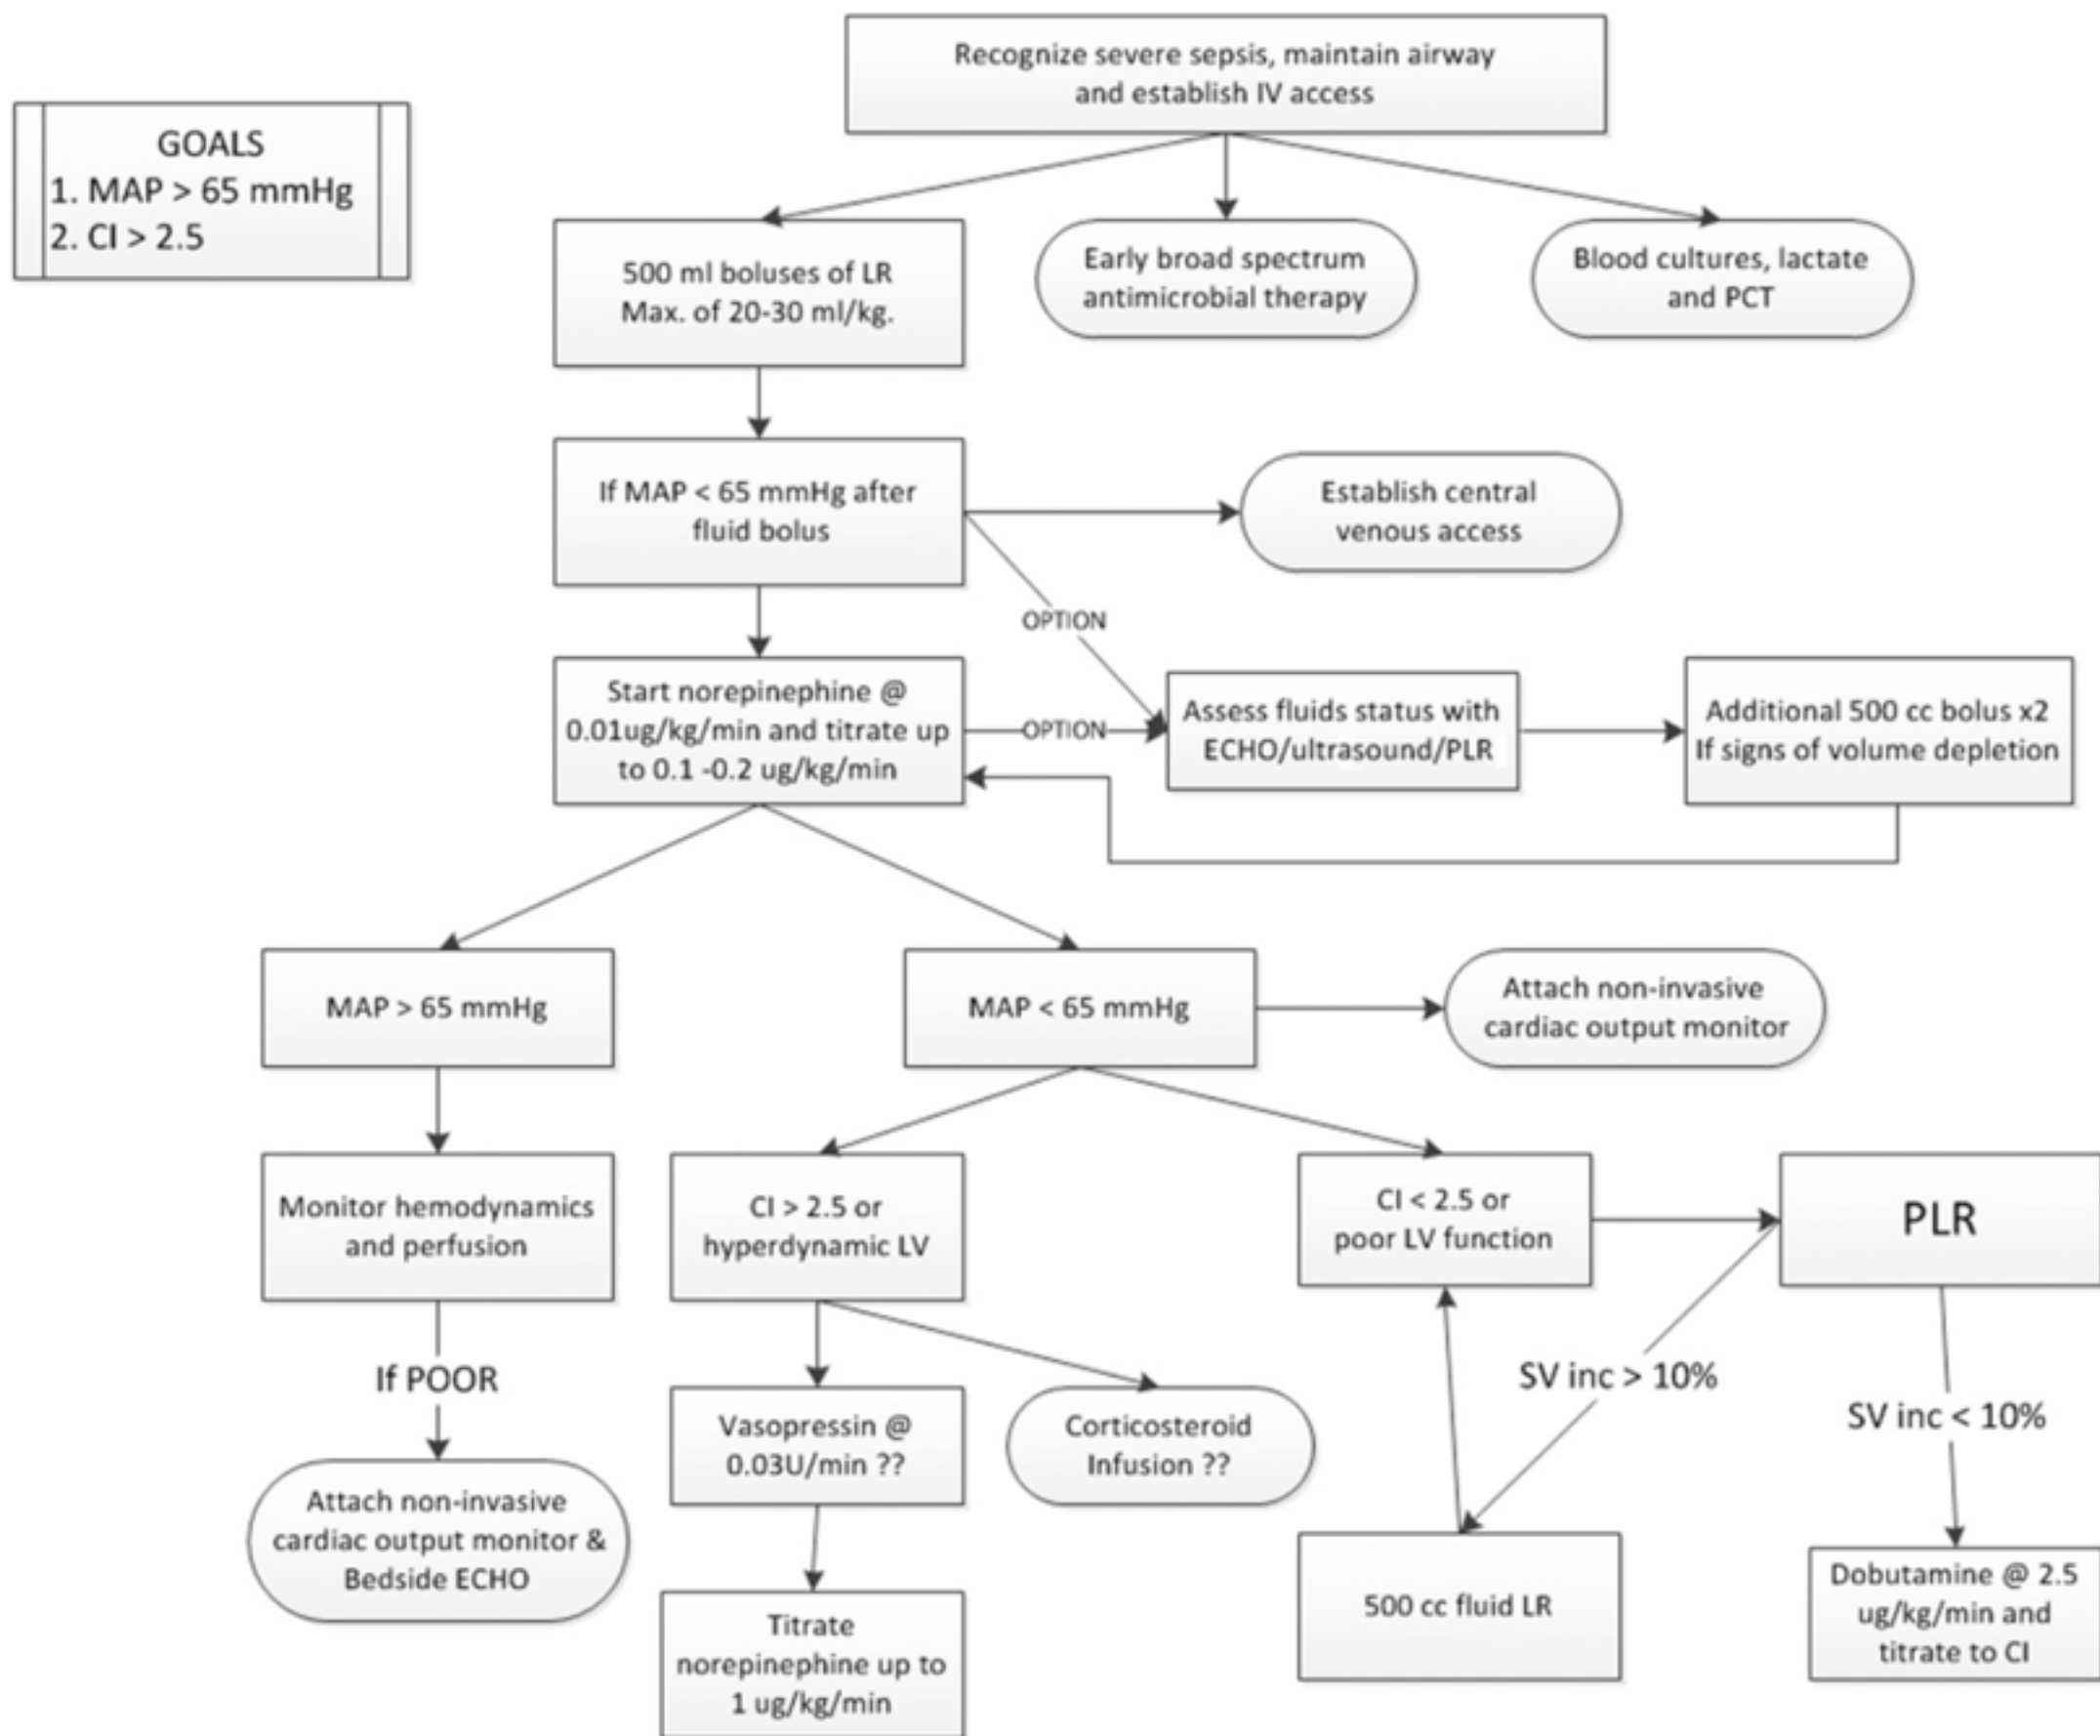 Recognize severe sepsis, maintain airway
and establish IV access
GOALS
1. MAP > 65 mmHg
2. CI > 2.5
500 ml boluses of LR
Max. of 20-30 ml/kg.
Early broad spectrum
antimicrobial therapy
Blood cultures, lactate
and PCT
If MAP < 65 mmHg after
fluid bolus
Establish central
venous access
OPTION
Start norepinephine @
0.01ug/kg/min and titrate up
to 0.1 -0.2 ug/kg/min
OPTION
Assess fluids status with
ECHO/ultrasound/PLR
Additional 500 cc bolus x2
If signs of volume depletion
MAP > 65 mmHg
MAP < 65 mmHg
Attach non-invasive
cardiac output monitor
Monitor hemodynamics
and perfusion
CI > 2.5 or
hyperdynamic LV
CI < 2.5 or
poor LV function
PLR
If POOR
SV inc > 10%
SV inc < 10%
Attach non-invasive
cardiac output monitor &
Bedside ECHO
Vasopressin @
0.03U/min ??
Corticosteroid
Infusion ??
Titrate
norepinephine up to
1 ug/kg/min
500 cc fluid LR
Dobutamine @ 2.5
ug/kg/min and
titrate to CI